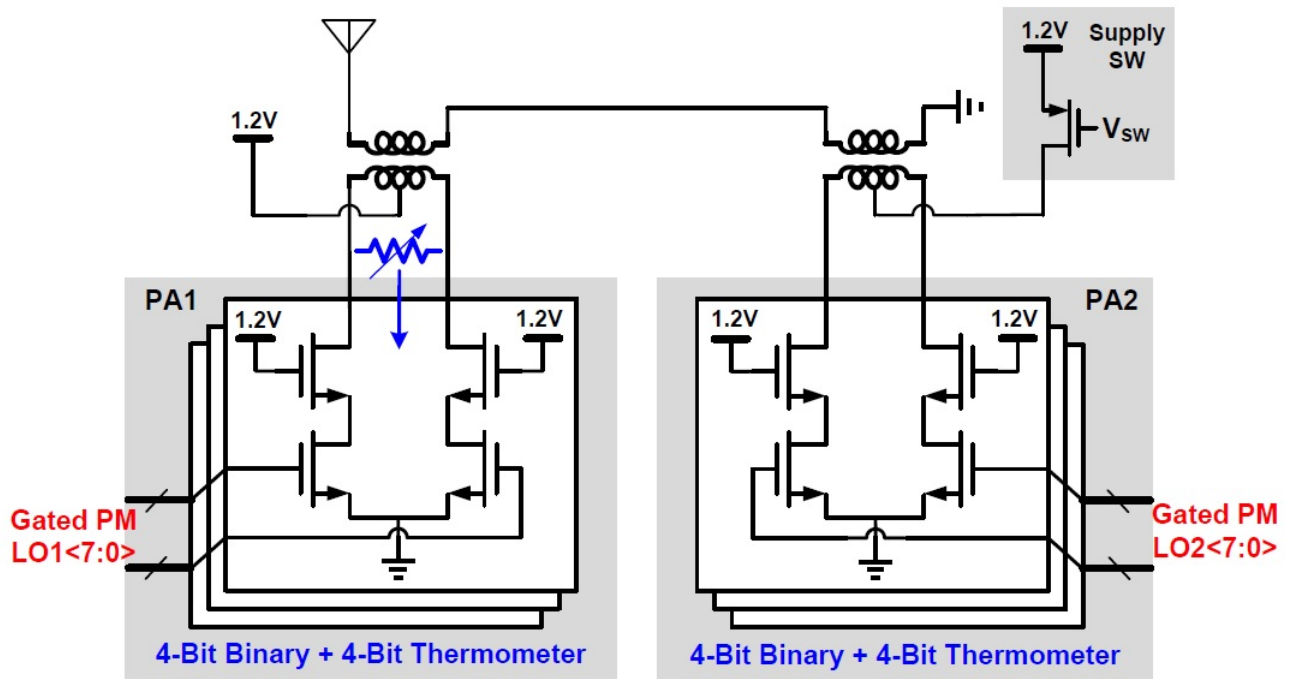 1.2V
Supply
SW
V_SW
1.2V
PA1
PA2
1.2V
1.2V
1.2V
1.2V
Gated PM
LO1<7:0>
Gated PM
LO2<7:0>
4-Bit Binary + 4-Bit Thermometer
4-Bit Binary + 4-Bit Thermometer